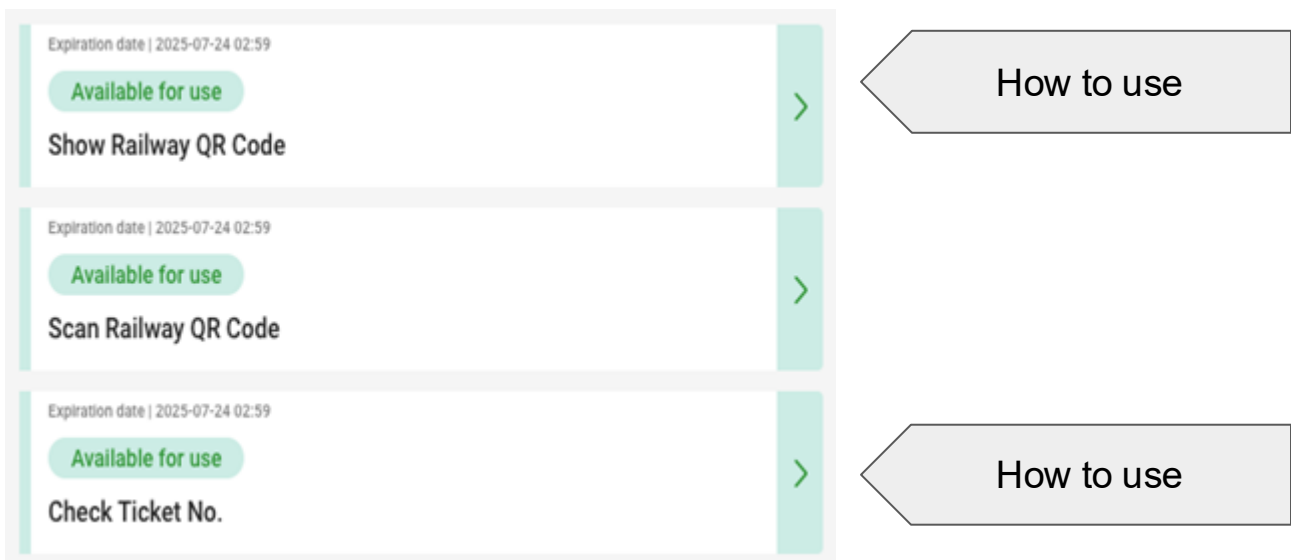 Expiration date | 2025-07-24 02:59
Available for use
Show Railway QR Code
How to use
Expiration date | 2025-07-24 02:59
Available for use
Scan Railway QR Code
Expiration date | 2025-07-24 02:59
Available for use
Check Ticket No.
How to use